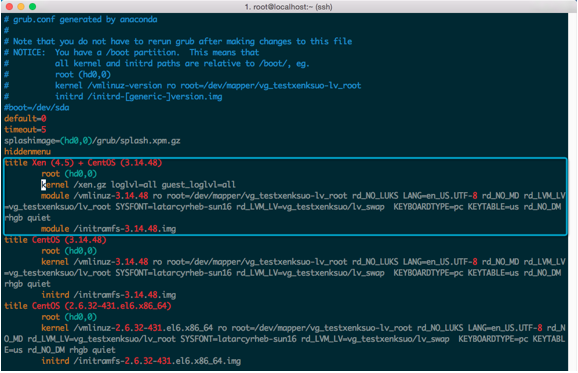 1. root@localhost:~ (ssh)
# grub.conf generated by anaconda
#
# Note that you do not have to rerun grub after making changes to this file
# NOTICE:  You have a /boot partition.  This means that
#          all kernel and initrd paths are relative to /boot/, eg.
#          root (hd0,0)
#          kernel /vmlinuz-version ro root=/dev/mapper/vg_testxenksuo-lv_root
#          initrd /initrd-[generic-]version.img
#boot=/dev/sda
default=0
timeout=5
splashimage=(hd0,0)/grub/splash.xpm.gz
hiddenmenu
title Xen (4.5) + CentOS (3.14.48)
root (hd0,0)
kernel /xen.gz loglvl=all guest_loglvl=all
module /vmlinuz-3.14.48 ro root=/dev/mapper/vg_testxenksuo-lv_root rd_NO_LUKS LANG=en_US.UTF-8 rd_NO_MD rd_LVM_LV
=vg_testxenksuo/lv_root SYSFONT=latarcyrheb-sun16 rd_LVM_LV=vg_testxenksuo/lv_swap  KEYBOARDTYPE=pc KEYTABLE=us rd_NO_DM
rhgb quiet
module /initramfs-3.14.48.img
title CentOS (3.14.48)
root (hd0,0)
kernel /vmlinuz-3.14.48 ro root=/dev/mapper/vg_testxenksuo-lv_root rd_NO_LUKS LANG=en_US.UTF-8 rd_NO_MD rd_LVM_LV
=vg_testxenksuo/lv_root SYSFONT=latarcyrheb-sun16 rd_LVM_LV=vg_testxenksuo/lv_swap  KEYBOARDTYPE=pc KEYTABLE=us rd_NO_DM
rhgb quiet
initrd /initramfs-3.14.48.img
title CentOS (2.6.32-431.el6.x86_64)
root (hd0,0)
kernel /vmlinuz-2.6.32-431.el6.x86_64 ro root=/dev/mapper/vg_testxenksuo-lv_root rd_NO_LUKS LANG=en_US.UTF-8 rd_N
O_MD rd_LVM_LV=vg_testxenksuo/lv_root SYSFONT=latarcyrheb-sun16 rd_LVM_LV=vg_testxenksuo/lv_swap  KEYBOARDTYPE=pc KEYTABL
E=us rd_NO_DM rhgb quiet
initrd /initramfs-2.6.32-431.el6.x86_64.img